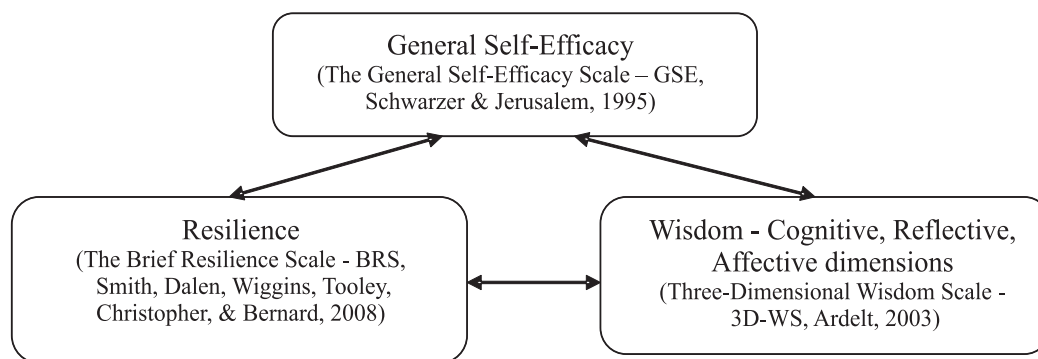 General Self-Efficacy
(The General Self-Efficacy Scale – GSE,
Schwarzer & Jerusalem, 1995)
Resilience
(The Brief Resilience Scale - BRS,
Smith, Dalen, Wiggins, Tooley,
Christopher, & Bernard, 2008)
Wisdom - Cognitive, Reflective,
Affective dimensions
(Three-Dimensional Wisdom Scale -
3D-WS, Ardelt, 2003)